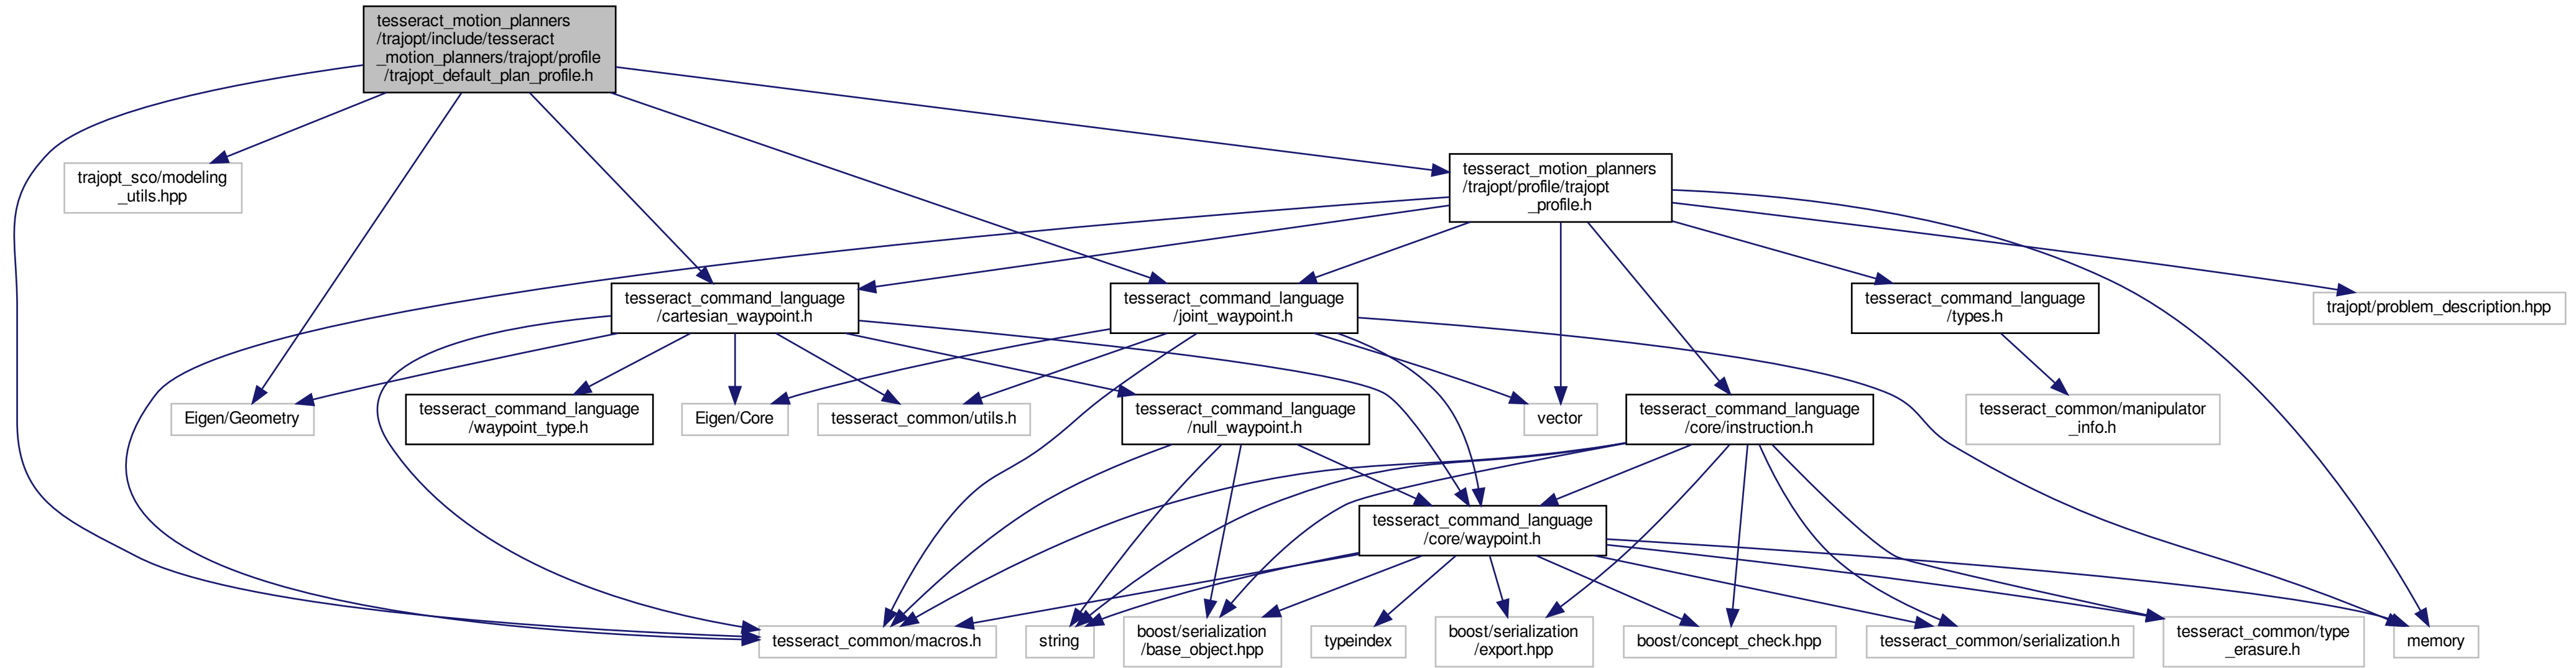 tesseract_motion_planners
/trajopt/include/tesseract
_motion_planners/trajopt/profile
/trajopt_default_plan_profile.h
trajopt_sco/modeling
_utils.hpp
tesseract_motion_planners
/trajopt/profile/trajopt
_profile.h
tesseract_command_language
/cartesian_waypoint.h
tesseract_command_language
/joint_waypoint.h
tesseract_command_language
/types.h
trajopt/problem_description.hpp
Eigen/Geometry
tesseract_command_language
/waypoint_type.h
Eigen/Core
tesseract_common/utils.h
tesseract_command_language
/null_waypoint.h
vector
tesseract_command_language
/core/instruction.h
tesseract_common/manipulator
_info.h
tesseract_command_language
/core/waypoint.h
tesseract_common/macros.h
string
boost/serialization
/base_object.hpp
typeindex
boost/serialization
/export.hpp
boost/concept_check.hpp
tesseract_common/serialization.h
tesseract_common/type
_erasure.h
memory